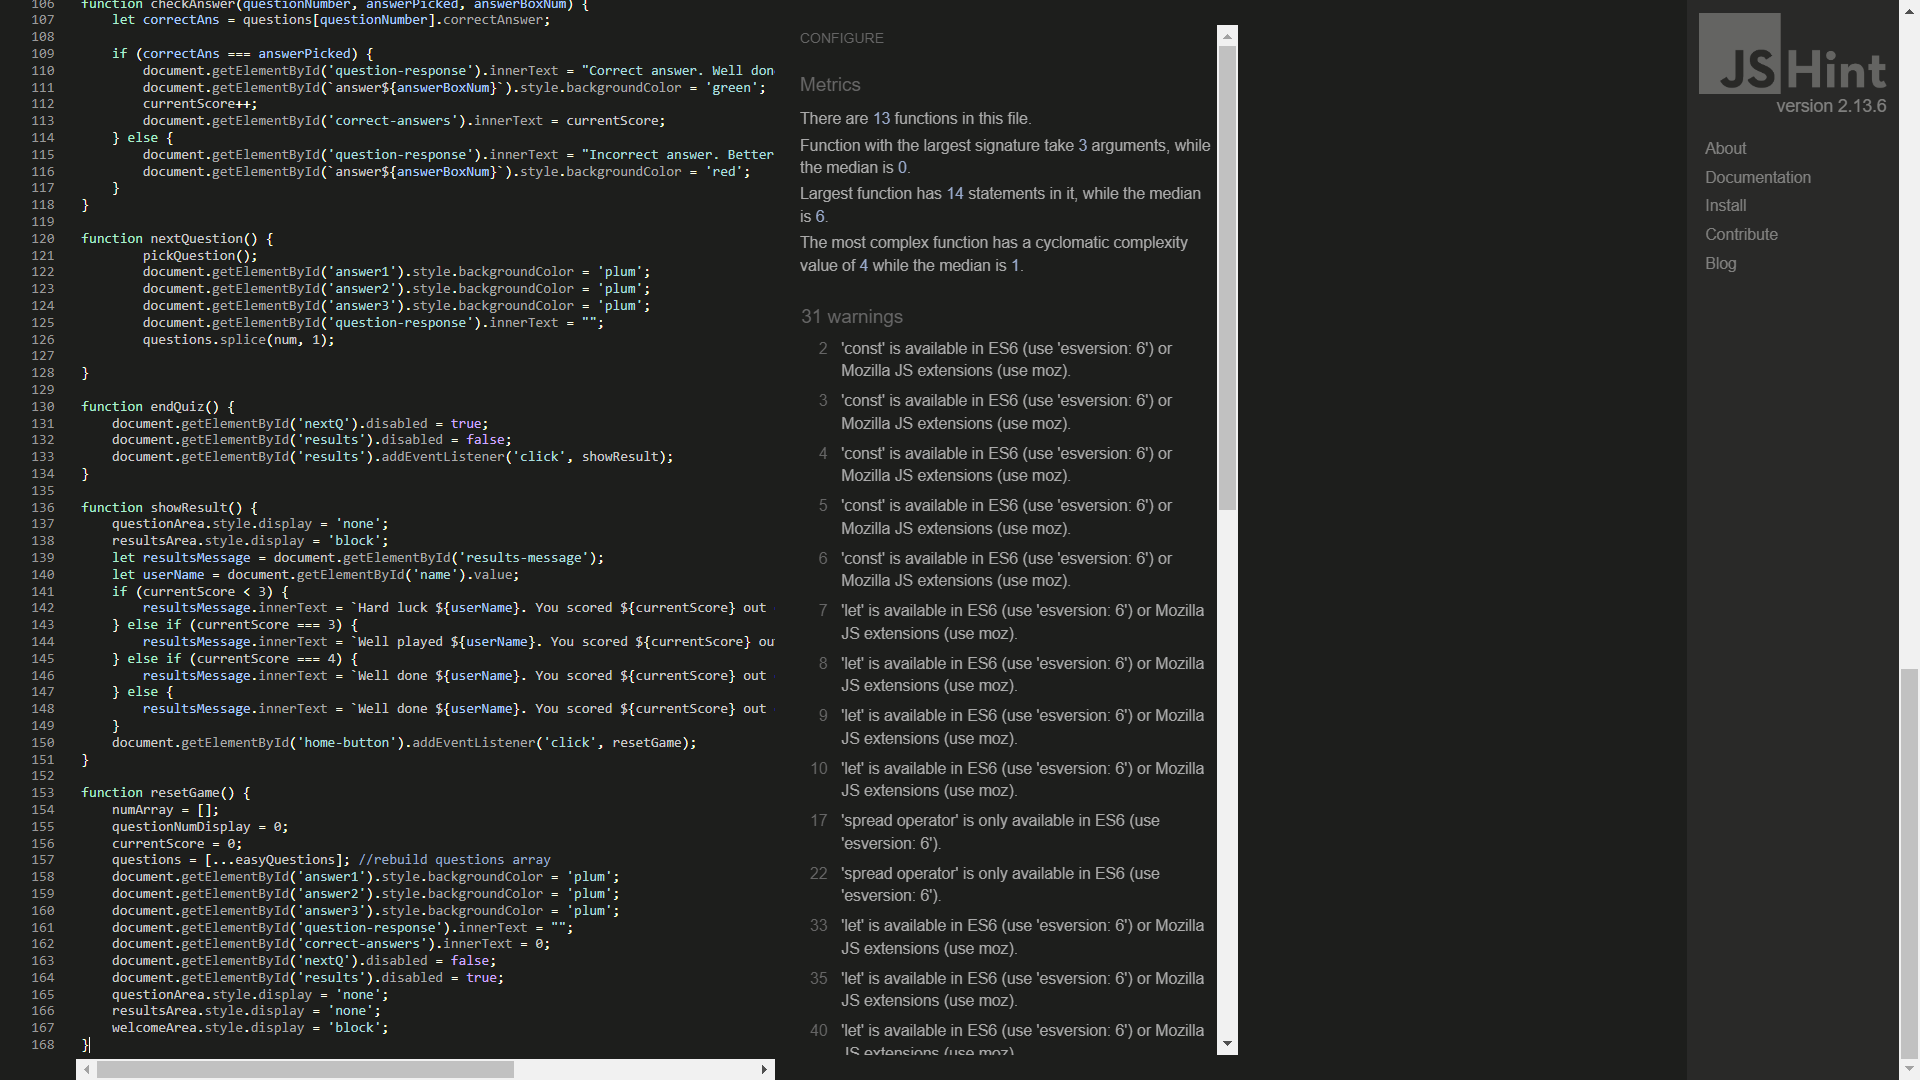 106 function checkAnswer(questionNumber, answerPicked, answerBoxNum) {
107 let correctAns = questions[questionNumber].correctAnswer;
108
109 if (correctAns === answerPicked) {
110 document.getElementById('question-response').innerText = "Correct answer. Well don
111 document.getElementById(`answer${answerBoxNum}`).style.backgroundColor = 'green';
112 currentScore++;
113 document.getElementById('correct-answers').innerText = currentScore;
114 } else {
115 document.getElementById('question-response').innerText = "Incorrect answer. Better
116 document.getElementById(`answer${answerBoxNum}`).style.backgroundColor = 'red';
117 }
118 }
119
120 function nextQuestion() {
121 pickQuestion();
122 document.getElementById('answer1').style.backgroundColor = 'plum';
123 document.getElementById('answer2').style.backgroundColor = 'plum';
124 document.getElementById('answer3').style.backgroundColor = 'plum';
125 document.getElementById('question-response').innerText = "";
126 questions.splice(num, 1);
127
128 }
129
130 function endQuiz() {
131 document.getElementById('nextQ').disabled = true;
132 document.getElementById('results').disabled = false;
133 document.getElementById('results').addEventListener('click', showResult);
134 }
135
136 function showResult() {
137 questionArea.style.display = 'none';
138 resultsArea.style.display = 'block';
139 let resultsMessage = document.getElementById('results-message');
140 let userName = document.getElementById('name').value;
141 if (currentScore < 3) {
142 resultsMessage.innerText = `Hard luck ${userName}. You scored ${currentScore} out
143 } else if (currentScore === 3) {
144 resultsMessage.innerText = `Well played ${userName}. You scored ${currentScore} ou
145 } else if (currentScore === 4) {
146 resultsMessage.innerText = `Well done ${userName}. You scored ${currentScore} out
147 } else {
148 resultsMessage.innerText = `Well done ${userName}. You scored ${currentScore} out
149 }
150 document.getElementById('home-button').addEventListener('click', resetGame);
151 }
152
153 function resetGame() {
154 numArray = [];
155 questionNumDisplay = 0;
156 currentScore = 0;
157 questions = [...easyQuestions]; //rebuild questions array
158 document.getElementById('answer1').style.backgroundColor = 'plum';
159 document.getElementById('answer2').style.backgroundColor = 'plum';
160 document.getElementById('answer3').style.backgroundColor = 'plum';
161 document.getElementById('question-response').innerText = "";
162 document.getElementById('correct-answers').innerText = 0;
163 document.getElementById('nextQ').disabled = false;
164 document.getElementById('results').disabled = true;
165 questionArea.style.display = 'none';
166 resultsArea.style.display = 'none';
167 welcomeArea.style.display = 'block';
168 }
CONFIGURE
Metrics
There are 13 functions in this file.
Function with the largest signature take 3 arguments, while
the median is 0.
Largest function has 14 statements in it, while the median
is 6.
The most complex function has a cyclomatic complexity
value of 4 while the median is 1.
31 warnings
2 'const' is available in ES6 (use 'esversion: 6') or
Mozilla JS extensions (use moz).
3 'const' is available in ES6 (use 'esversion: 6') or
Mozilla JS extensions (use moz).
4 'const' is available in ES6 (use 'esversion: 6') or
Mozilla JS extensions (use moz).
5 'const' is available in ES6 (use 'esversion: 6') or
Mozilla JS extensions (use moz).
6 'const' is available in ES6 (use 'esversion: 6') or
Mozilla JS extensions (use moz).
7 'let' is available in ES6 (use 'esversion: 6') or Mozilla
JS extensions (use moz).
8 'let' is available in ES6 (use 'esversion: 6') or Mozilla
JS extensions (use moz).
9 'let' is available in ES6 (use 'esversion: 6') or Mozilla
JS extensions (use moz).
10 'let' is available in ES6 (use 'esversion: 6') or Mozilla
JS extensions (use moz).
17 'spread operator' is only available in ES6 (use
'esversion: 6').
22 'spread operator' is only available in ES6 (use
'esversion: 6').
33 'let' is available in ES6 (use 'esversion: 6') or Mozilla
JS extensions (use moz).
35 'let' is available in ES6 (use 'esversion: 6') or Mozilla
JS extensions (use moz).
40 'let' is available in ES6 (use 'esversion: 6') or Mozilla
JS extensions (use moz).
JSHint
version 2.13.6
About
Documentation
Install
Contribute
Blog